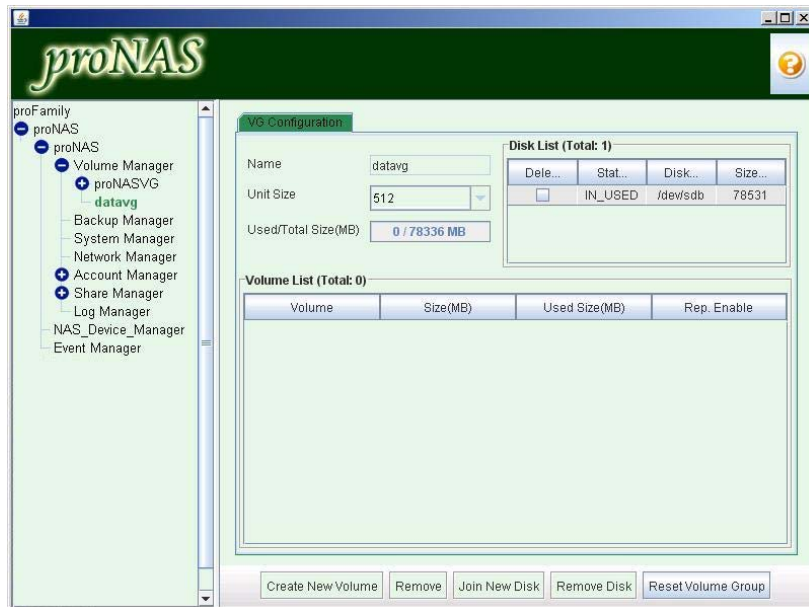 proNAS
proFamily
proNAS
proNAS
Volume Manager
proNASVG
datavg
Backup Manager
System Manager
Network Manager
Account Manager
Share Manager
Log Manager
NAS_Device_Manager
Event Manager
VG Configuration
Name datavg
Unit Size 512
Used/Total Size(MB) 0 / 78336 MB
Disk List (Total: 1)
Dele... Stat... Disk... Size...
IN_USED /dev/sdb 78531
Volume List (Total: 0)
Volume Size(MB) Used Size(MB) Rep. Enable
Create New Volume Remove Join New Disk Remove Disk Reset Volume Group